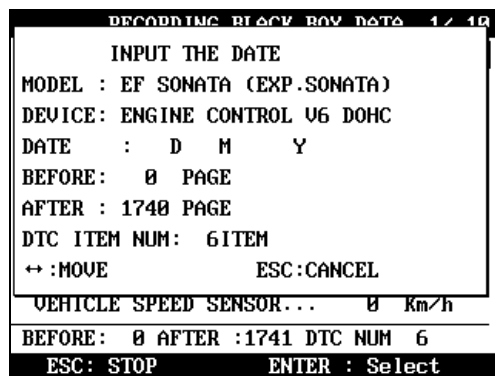 RECORDING BLACK BOX DATA 1/ 10
INPUT THE DATE
MODEL : EF SONATA (EXP.SONATA)
DEVICE: ENGINE CONTROL V6 DOHC
DATE : D M Y
BEFORE: 0 PAGE
AFTER : 1740 PAGE
DTC ITEM NUM: 6ITEM
↔ :MOVE ESC:CANCEL
VEHICLE SPEED SENSOR... 0 Km/h
BEFORE: 0 AFTER :1741 DTC NUM 6
ESC: STOP ENTER : Select